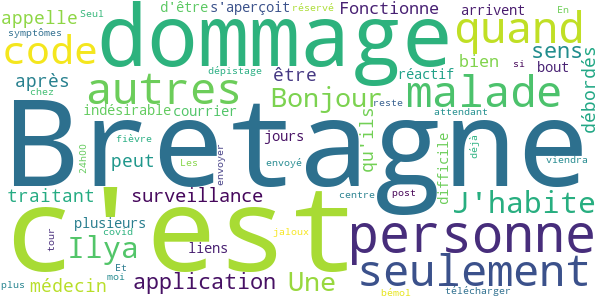 d'être s'aperçoit réservé Fonctionne arrivent En
appelle Seul dommage quand
code symptômes sens débordés
après autres dépistage être réactif bien si bout
chez indésirable courrier Bonjour reste malade attendant
Bretagne
fièvre jours qu'ils difficile déjà
24h00 peut Les envoyer envoyé viendra
traitant surveillance centre post J'habite
c'est
plusieurs covid tour Ilya liens jaloux personne
Et moi
plus médecin application Une bémol seulement télécharger